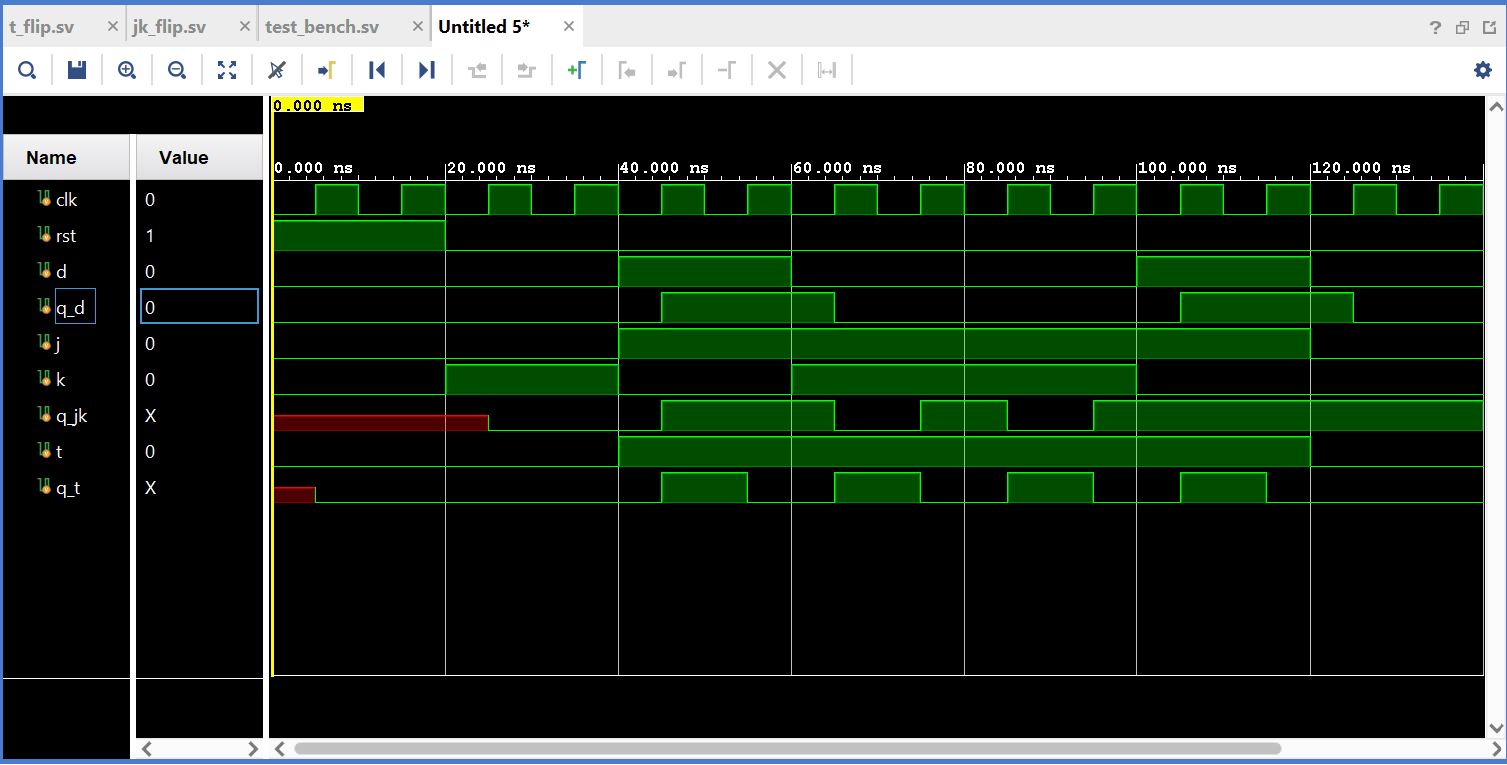 t_flip.sv × jk_flip.sv × test_bench.sv × Untitled 5* × ?
0.000 ns
Name Value
0.000 ns 20.000 ns 40.000 ns 60.000 ns 80.000 ns 100.000 ns 120.000 ns
clk 0
rst 1
d 0
q_d 0
j 0
k 0
q_jk X
t 0
q_t X